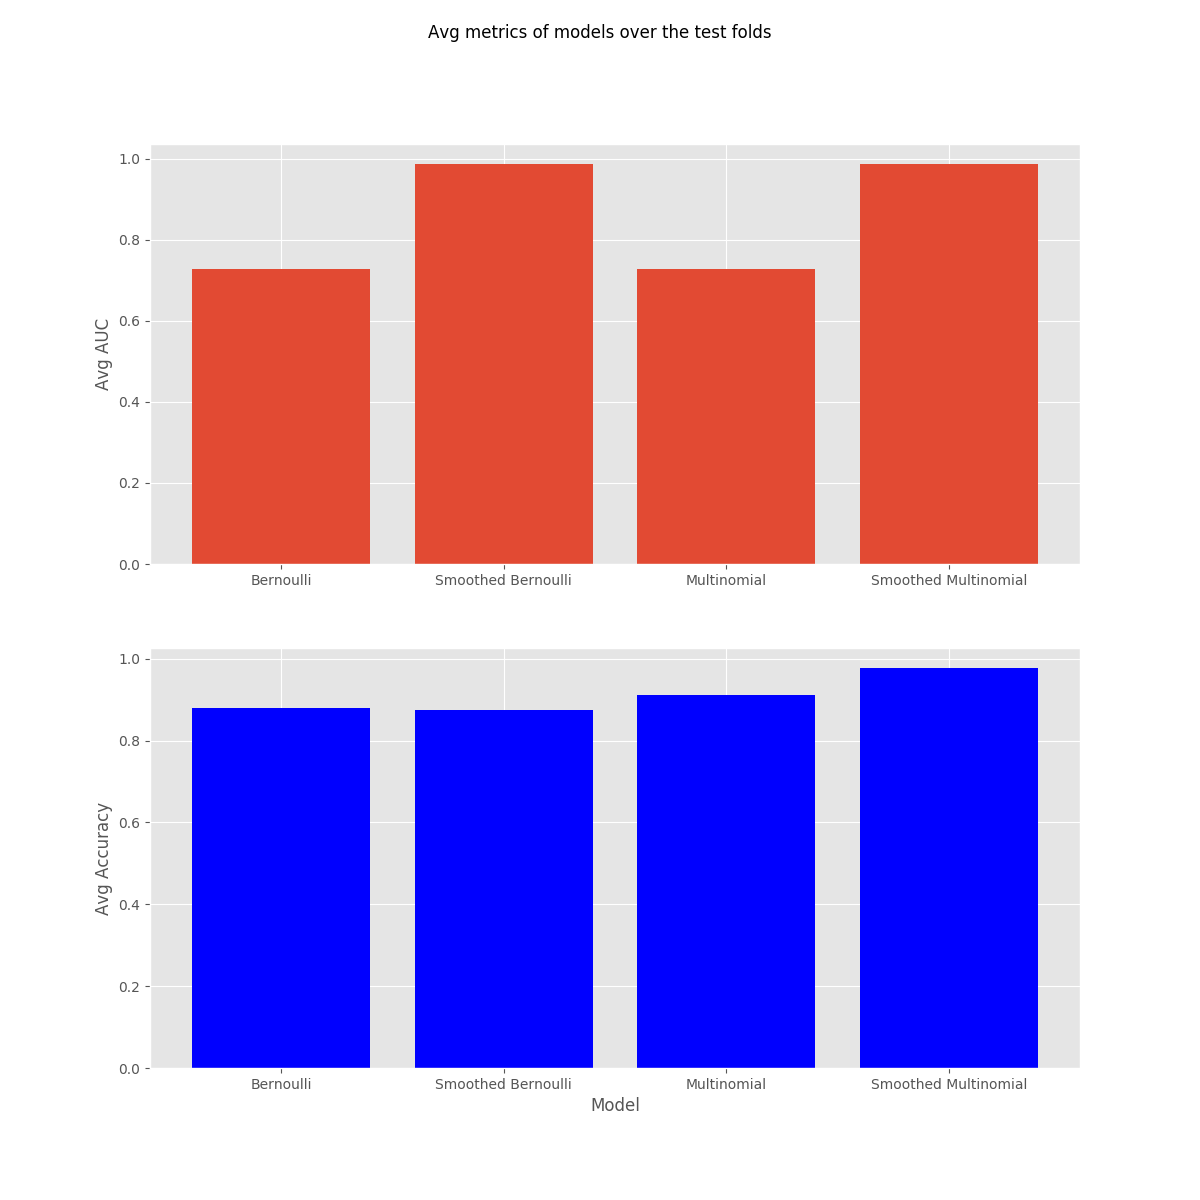 Avg metrics of models over the test folds
1.0
0.8
0.6
0.4
0.2
0.0
Avg AUC
Bernoulli
Smoothed Bernoulli
Multinomial
Smoothed Multinomial
1.0
0.8
0.6
0.4
0.2
0.0
Avg Accuracy
Bernoulli
Smoothed Bernoulli
Multinomial
Smoothed Multinomial
Model